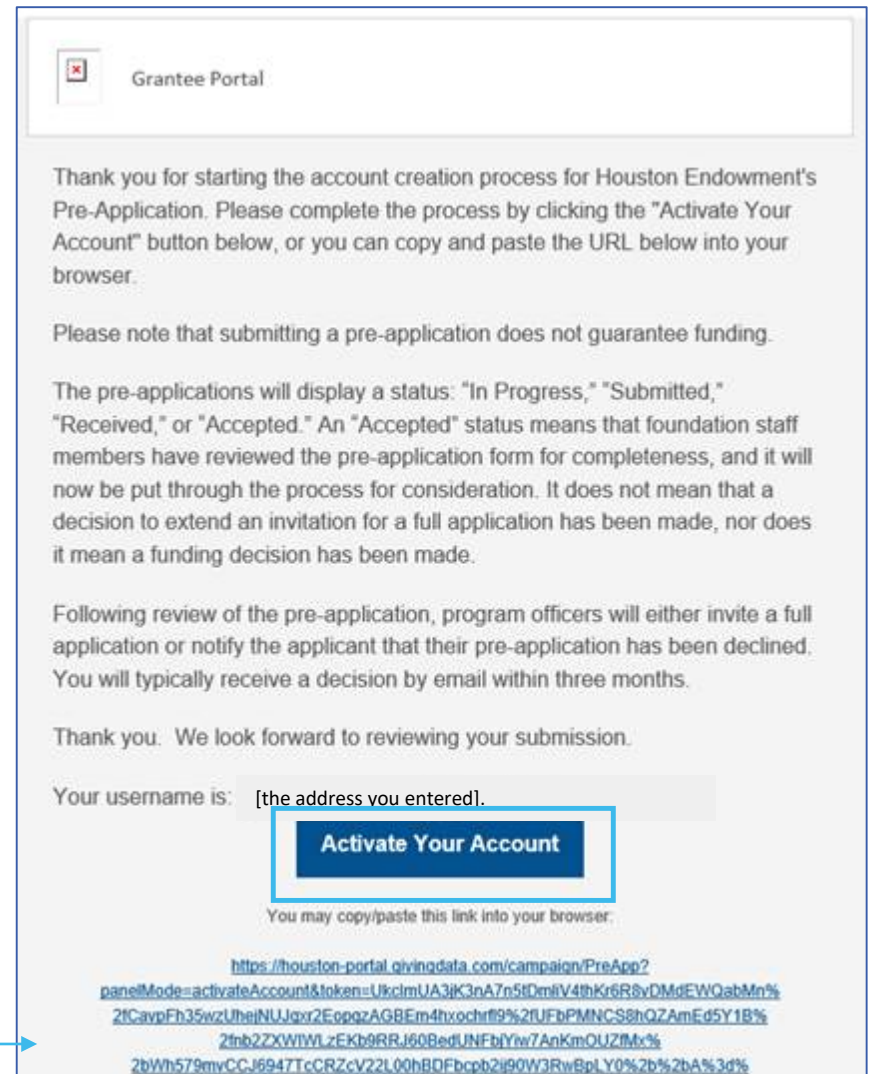 Grantee Portal
Thank you for starting the account creation process for Houston Endowment's
Pre-Application. Please complete the process by clicking the "Activate Your
Account" button below, or you can copy and paste the URL below into your
browser.
Please note that submitting a pre-application does not guarantee funding.
The pre-applications will display a status: “In Progress,” “Submitted,”
“Received,” or “Accepted.” An “Accepted” status means that foundation staff
members have reviewed the pre-application form for completeness, and it will
now be put through the process for consideration. It does not mean that a
decision to extend an invitation for a full application has been made, nor does
it mean a funding decision has been made.
Following review of the pre-application, program officers will either invite a full
application or notify the applicant that their pre-application has been declined.
You will typically receive a decision by email within three months.
Thank you. We look forward to reviewing your submission.
Your username is: [the address you entered].
Activate Your Account
You may copy/paste this link into your browser:
https://houston-portal.givingdata.com/campaign/PreApp?